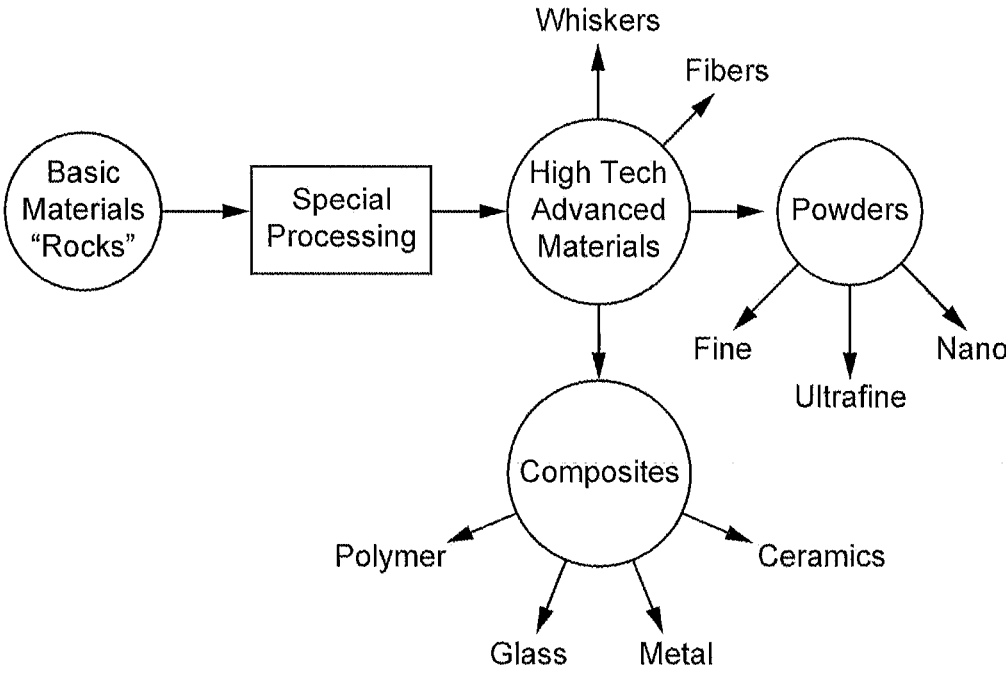 Whiskers
Fibers
Basic
Materials
“Rocks”
Special
Processing
High Tech
Advanced
Materials
Powders
Fine
Ultrafine
Nano
Composites
Polymer
Glass
Metal
Ceramics